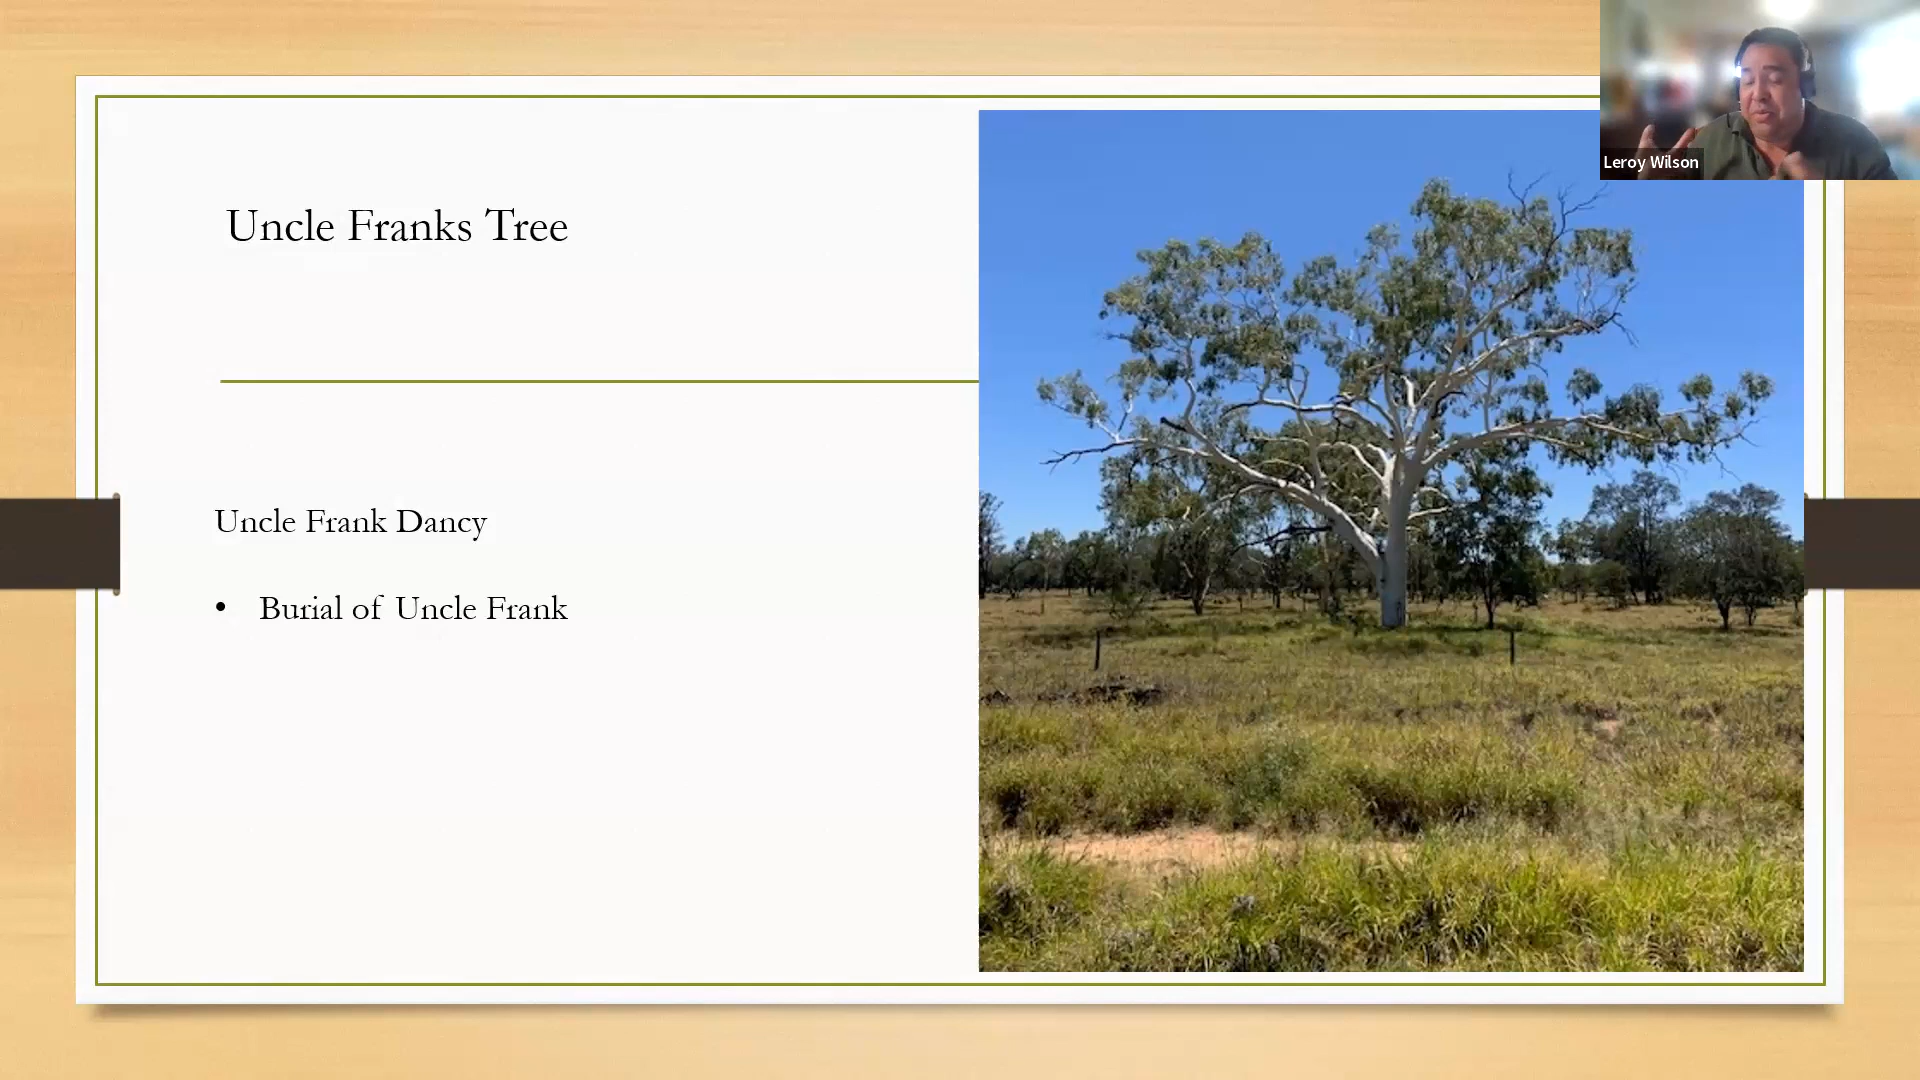 Uncle Franks Tree
Uncle Frank Dancy
• Burial of Uncle Frank
Leroy Wilson